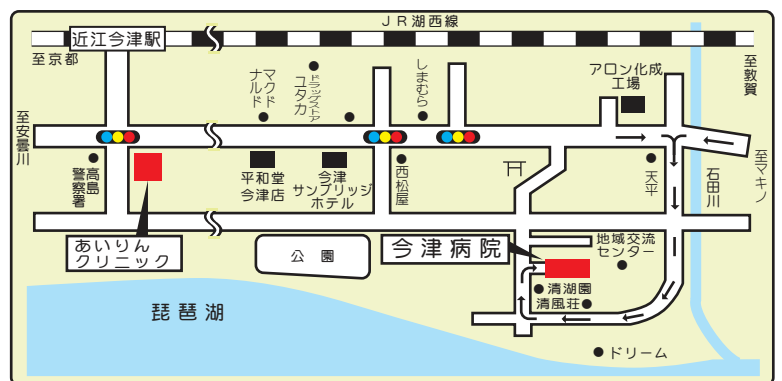 JR湖西線
近江今津駅
至京都
至敦賀
マクド
ナルド
ドラッグストア
ユタカ
しまむら
アロン化成
工場
至安曇川
至マキノ
高島
警察署
平和堂
今津店
今津
サンブリッジ
ホテル
西松屋
天平
石田川
あいりん
クリニック
公園
今津病院
地域交流
センター
清湖園
清風荘
琵琶湖
ドリーム